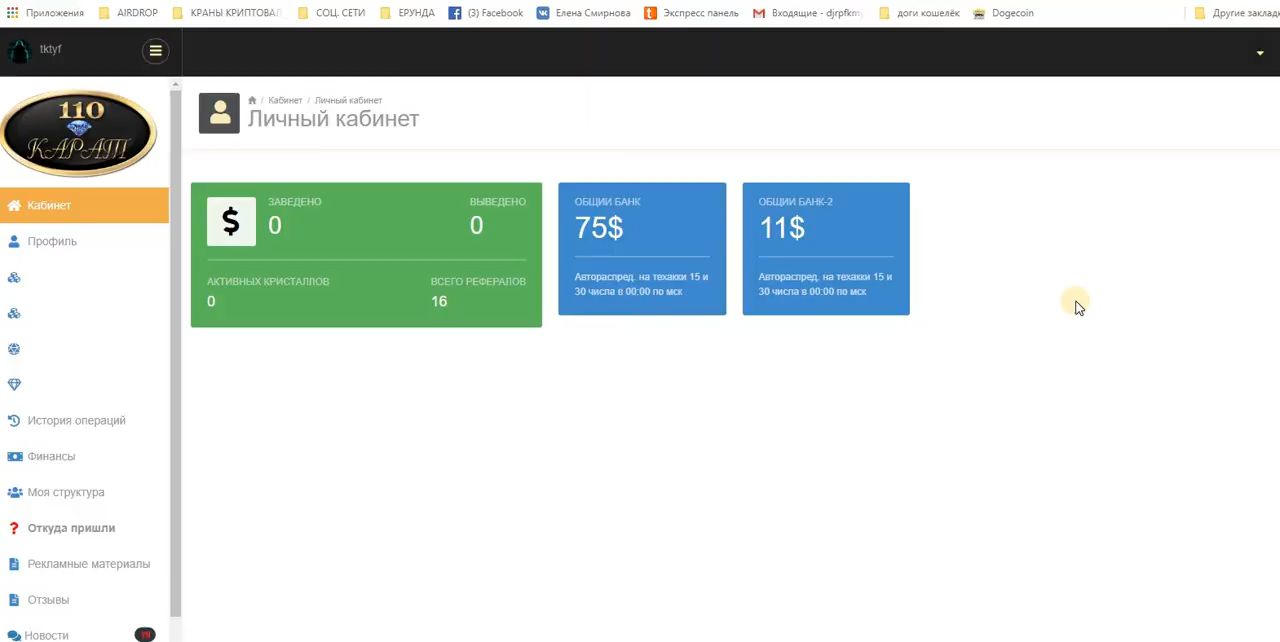 Приложения AIRDROP КРАНЫ КРИПТОВАЛ СОЦ. СЕТИ ЕРУНДА (3) Facebook Елена Смирнова Экспресс панель Входящие - djrpfkm доги кошелёк Dogecoin Другие заклад
tktyf
110
КАРАТ
Кабинет / Личный кабинет
Личный кабинет
Кабинет
Профиль
История операций
Финансы
Моя структура
? Откуда пришли
Рекламные материалы
Отзывы
Новости
$
ЗАВЕДЕНО
0
ВЫВЕДЕНО
0
АКТИВНЫХ КРИСТАЛЛОВ
0
ВСЕГО РЕФЕРАЛОВ
16
ОБЩИЙ БАНК
75$
Автораспред. на техакки 15 и
30 числа в 00:00 по мск
ОБЩИЙ БАНК-2
11$
Автораспред. на техакки 15 и
30 числа в 00:00 по мск